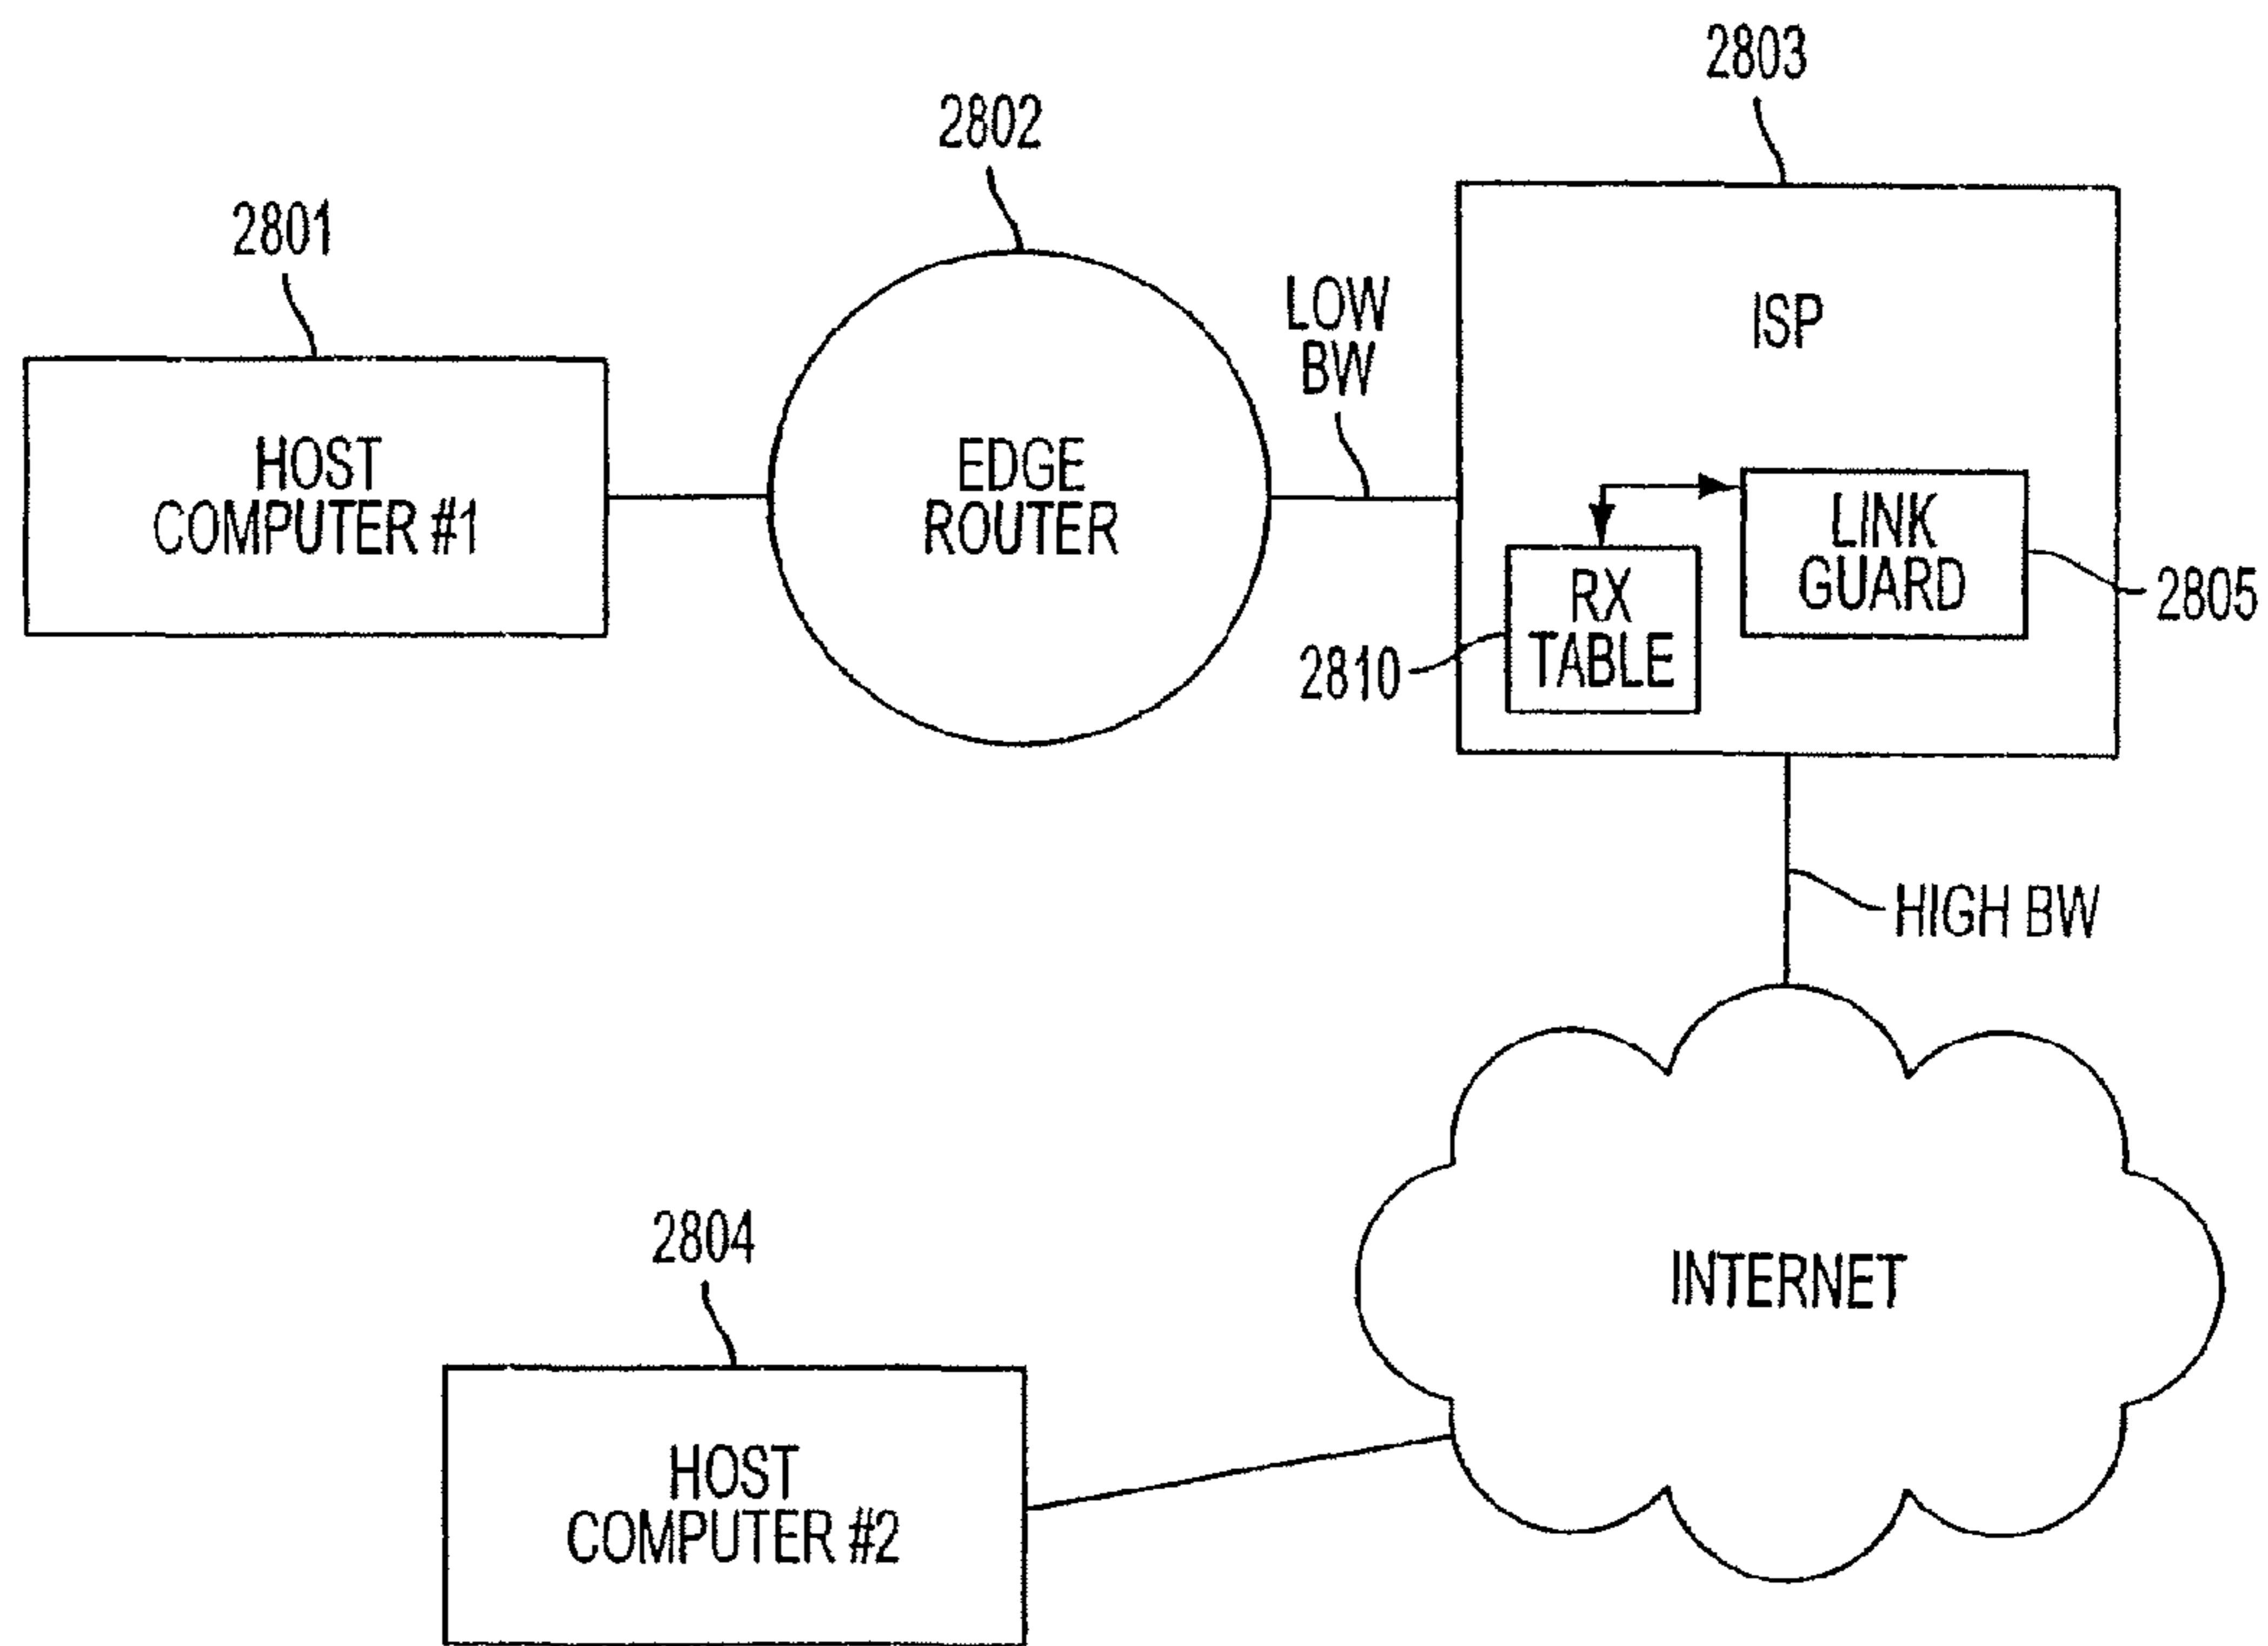 2803
2802
2801
LOW
BW
ISP
HOST
COMPUTER #1
EDGE
ROUTER
LINK
GUARD
2805
RX
TABLE
2810
HIGH BW
2804
INTERNET
HOST
COMPUTER #2